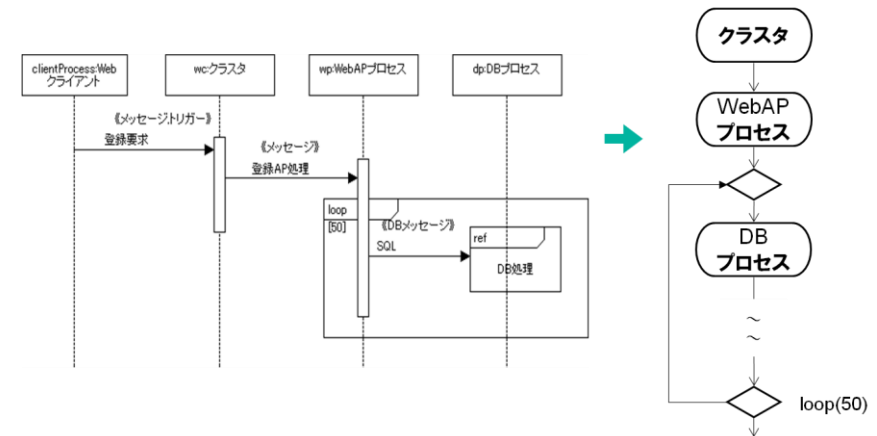 clientProcess:Web
クライアント
wc:クラスタ
wp:WebAPプロセス
dp:DBプロセス
《メッセージ,トリガー》
登録要求
《メッセージ》
登録AP処理
loop
[50]
《DBメッセージ》
SQL
ref
DB処理
クラスタ
WebAP
プロセス
DB
プロセス
～
～
loop(50)